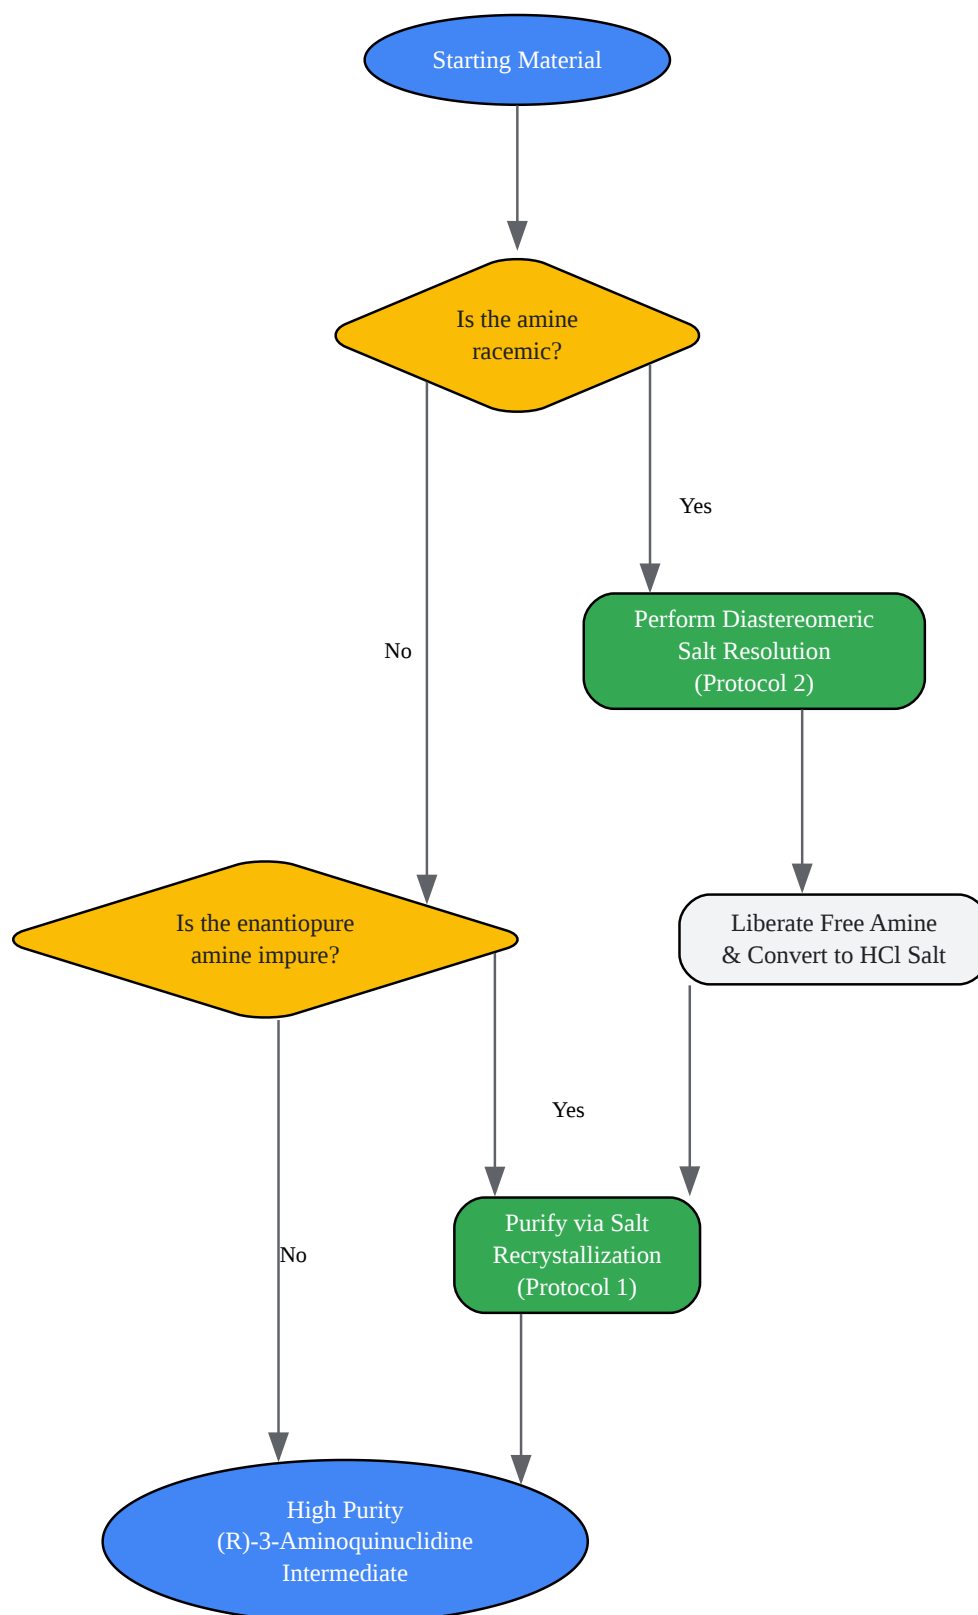 Starting Material
Is the amine
racemic?
Yes
Perform Diastereomeric
Salt Resolution
(Protocol 2)
No
Is the enantiopure
amine impure?
Liberate Free Amine
& Convert to HCl Salt
Yes
Purify via Salt
Recrystallization
(Protocol 1)
No
High Purity
(R)-3-Aminoquinuclidine
Intermediate